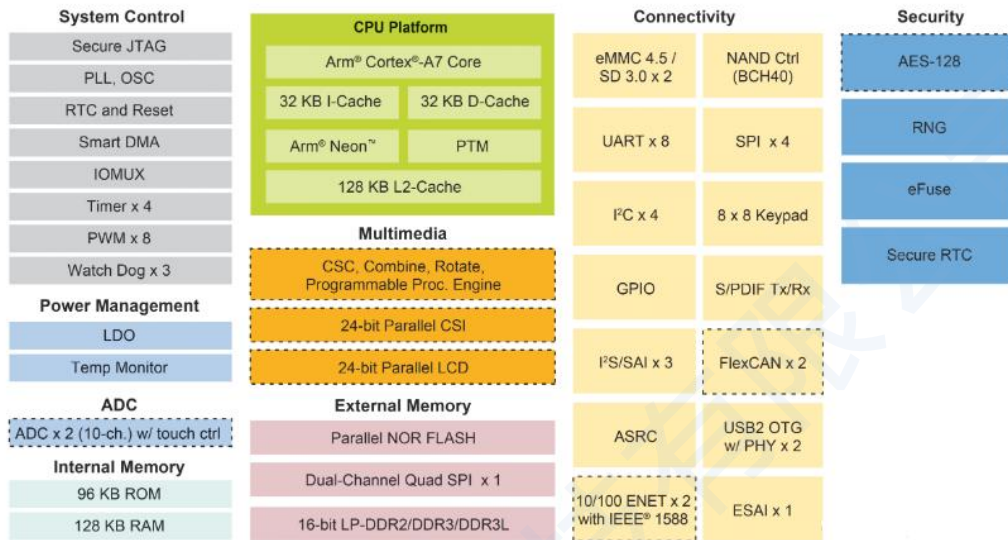 System Control
Secure JTAG
PLL, OSC
RTC and Reset
Smart DMA
IOMUX
Timer x 4
PWM x 8
Watch Dog x 3
Power Management
LDO
Temp Monitor
ADC
ADC x 2 (10-ch.) w/ touch ctrl
Internal Memory
96 KB ROM
128 KB RAM
CPU Platform
Arm® Cortex®-A7 Core
32 KB I-Cache
32 KB D-Cache
Arm® Neon™
PTM
128 KB L2-Cache
Multimedia
CSC, Combine, Rotate,
Programmable Proc. Engine
24-bit Parallel CSI
24-bit Parallel LCD
External Memory
Parallel NOR FLASH
Dual-Channel Quad SPI x 1
16-bit LP-DDR2/DDR3/DDR3L
Connectivity
eMMC 4.5 /
SD 3.0 x 2
NAND Ctrl
(BCH40)
UART x 8
SPI x 4
I²C x 4
8 x 8 Keypad
GPIO
S/PDIF Tx/Rx
I²S/SAI x 3
FlexCAN x 2
ASRC
USB2 OTG
w/ PHY x 2
10/100 ENET x 2
with IEEE® 1588
ESAI x 1
Security
AES-128
RNG
eFuse
Secure RTC
有限